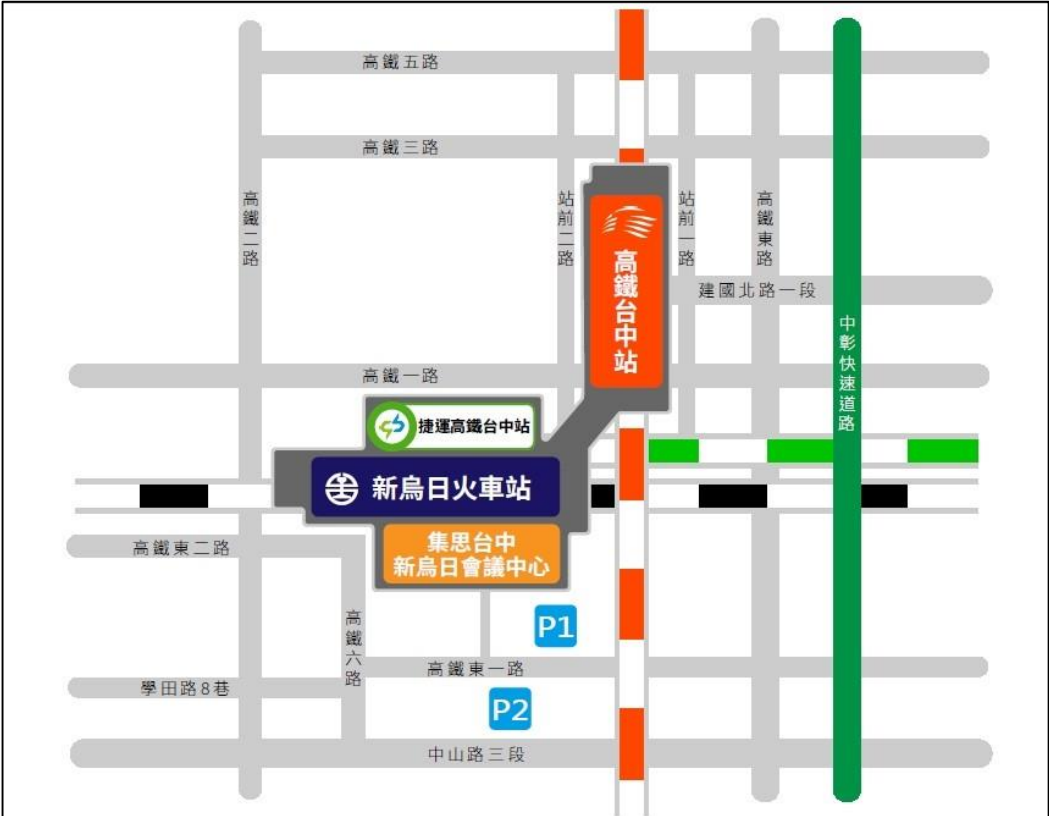 高鐵五路
高鐵三路
高鐵二路
站前二路
站前一路
高鐵東路
高鐵台中站
建國北路一段
中彰快速道路
高鐵一路
捷運高鐵台中站
新烏日火車站
集思台中
新烏日會議中心
高鐵東二路
高鐵六路
P1
高鐵東一路
學田路8巷
P2
中山路三段